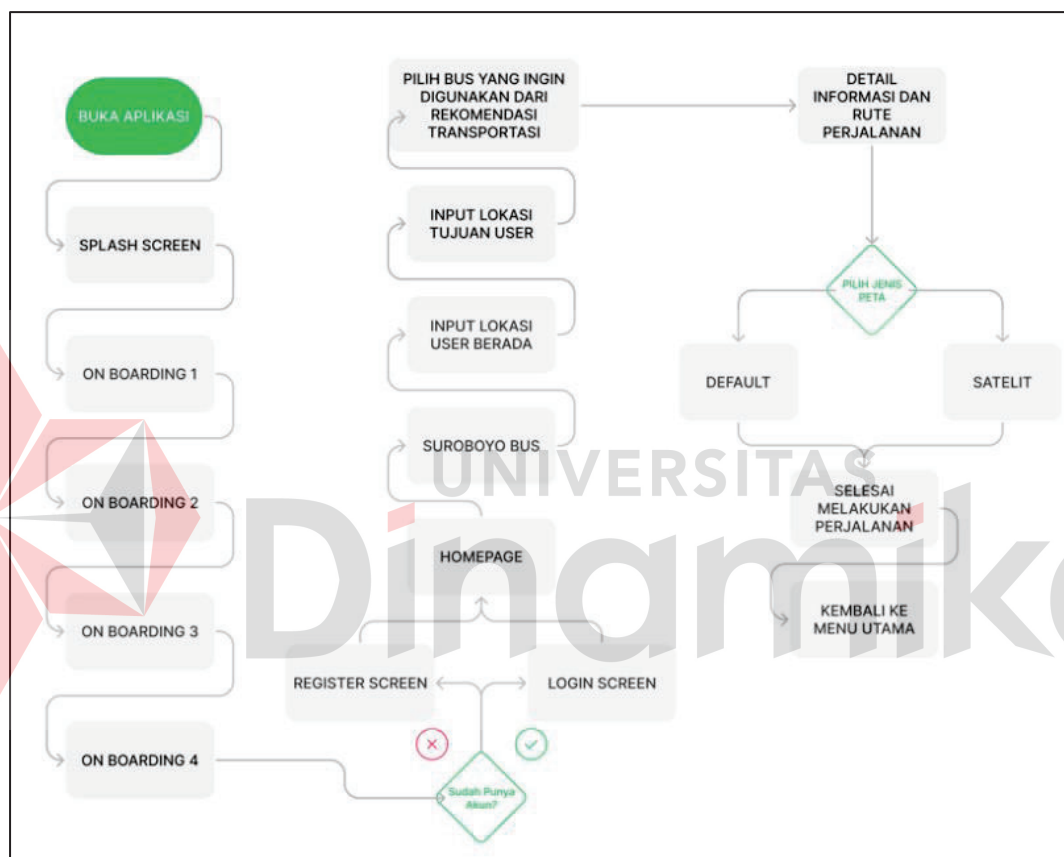 BUKA APLIKASI
SPLASH SCREEN
ON BOARDING 1
ON BOARDING 2
ON BOARDING 3
ON BOARDING 4
Sudah Punya
Akun?
REGISTER SCREEN
LOGIN SCREEN
HOMEPAGE
SUROBOYO BUS
INPUT LOKASI
USER BERADA
INPUT LOKASI
TUJUAN USER
PILIH BUS YANG INGIN
DIGUNAKAN DARI
REKOMENDASI
TRANSPORTASI
DETAIL
INFORMASI DAN
RUTE
PERJALANAN
PILIH JENIS
PETA
DEFAULT
SATELIT
SELESAI
MELAKUKAN
PERJALANAN
KEMBALI KE
MENU UTAMA
UNIVERSITAS
Dinamika